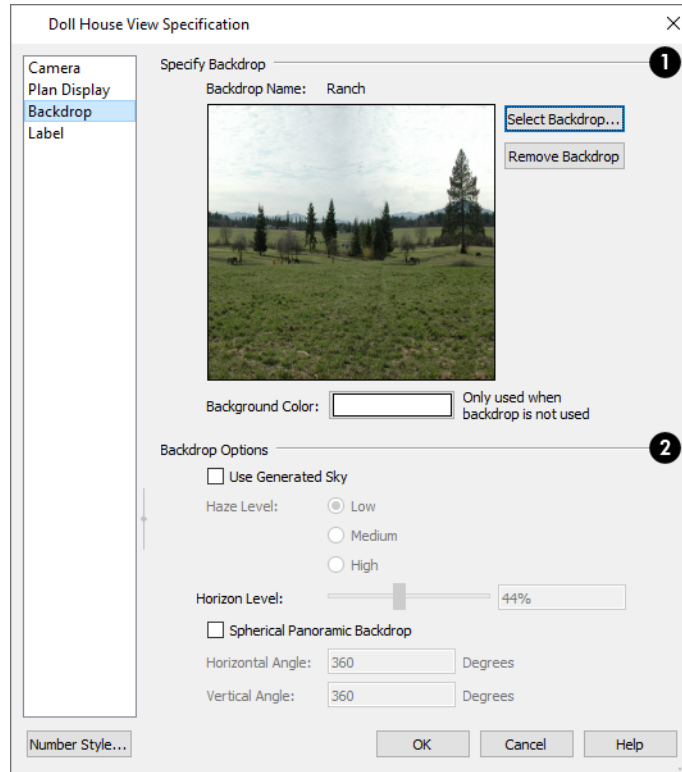 Doll House View Specification
Camera
Plan Display
Backdrop
Label
Specify Backdrop
1
Backdrop Name: Ranch
Select Backdrop...
Remove Backdrop
Background Color:
Only used when
backdrop is not used
Backdrop Options
2
Use Generated Sky
Haze Level:
Low
Medium
High
Horizon Level:
44%
Spherical Panoramic Backdrop
Horizontal Angle: 360 Degrees
Vertical Angle: 360 Degrees
Number Style...
OK
Cancel
Help